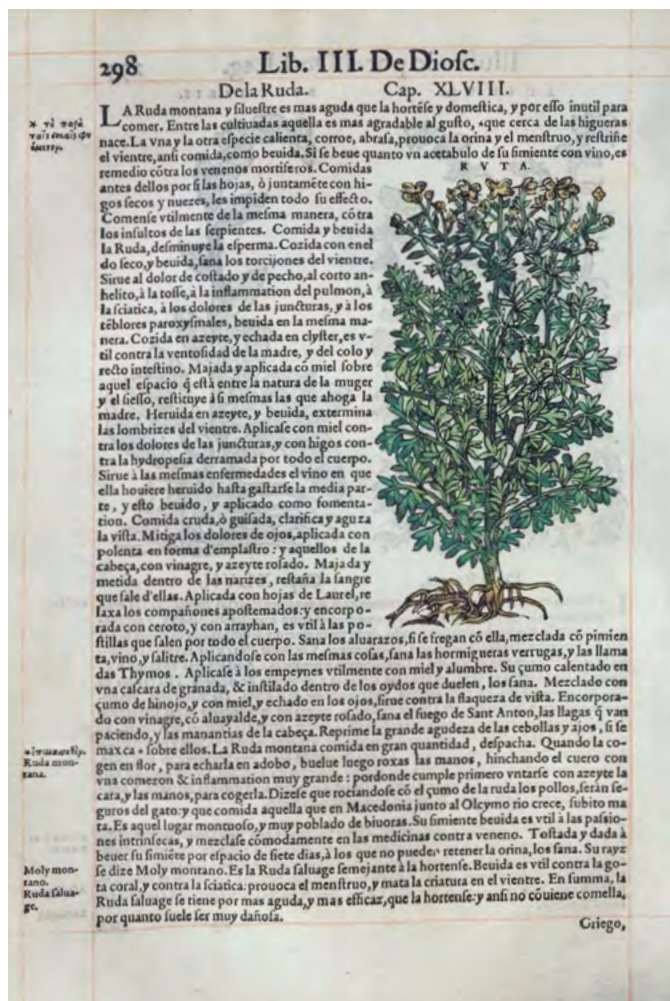 298
Lib. III. De Diosc.
De la Ruda. Cap. XLVIII.
LA Ruda montana y siluestre es mas aguda que la hortẽse y domestica, y por esso inutil para
comer. Entre las cultiuadas aquella es mas agradable al gusto, *que cerca de las higueras
nace. La vna y la otra especie calienta, corroe, abrasa, prouoca la orina y el menstruo, y restriñe
el vientre, ansi comida, como beuida. Si se beue quanto vn acetabulo de su simiente con vino, es
remedio cõtra los venenos mortiferos. Comidas
antes dellos por si las hojas, ò juntamẽte con hi-
gos secos y nuezes, les impiden todo su effecto.
Comense vtilmente de la mesma manera, cõtra
los insultos de las serpientes. Comida y beuida
la Ruda, desminuye la esperma. Cozida con enel
do seco, y beuida, sana los torcijones del vientre.
Sirue al dolor de costado y de pecho, al corto an-
helito, à la tosse, à la inflammation del pulmon, à
la sciatica, à los dolores de las juncturas, y à los
tẽblores paroxysmales, beuida en la mesma ma-
nera. Cozida en azeyte, y echada en clyster, es v-
til contra la ventosidad de la madre, y del colo y
recto intestino. Majada y aplicada cõ miel sobre
aquel espacio q̃ està entre la natura de la muger
y el siesso, restituye à si mesmas las que ahoga la
madre. Heruida en azeyte, y beuida, extermina
las lombrizes del vientre. Aplicase con miel con-
tra los dolores de las juncturas, y con higos con-
tra la hydropesia derramada por todo el cuerpo.
Sirue à las mesmas enfermedades el vino en que
ella houiere heruido hasta gastarse la media par-
te, y esto beuido, y aplicado como fomenta-
tion. Comida cruda, ò guisada, clarifica y aguza
la vista. Mitiga los dolores de ojos, aplicada con
polenta en forma d'emplastro: y aquellos de la
cabeça, con vinagre, y azeyte rosado. Majada y
metida dentro de las narizes, restaña la sangre
que sale d'ellas. Aplicada con hojas de Laurel, re
laxa los compañones apostemados: y encorpo-
rada con ceroto, y con arrayhan, es vtil à las po-
stillas que salen por todo el cuerpo. Sana los aluarazos, si se fregan cõ ella, mezclada cõ pimien
ta, vino, y salitre. Aplicandose con las mesmas cosas, sana las hormigueras verrugas, y las llama
das Thymos. Aplicase à los empeynes vtilmente con miel y alumbre. Su çumo calentado en
vna cascara de granada, & instilado dentro de los oydos que duelen, los sana. Mezclado con
çumo de hinojo, y con miel, y echado en los ojos, sirue contra la flaqueza de vista. Encorpora-
do con vinagre, cõ aluayalde, y con azeyte rosado, sana el fuego de Sant Anton, las llagas q̃ van
paciendo, y las manantias de la cabeça. Reprime la grande agudeza de las cebollas y ajos, si se
maxca * sobre ellos. La Ruda montana comida en gran quantidad, despacha. Quando la co-
gen en flor, para echarla en adobo, buelue luego roxas las manos, hinchando el cuero con
vna comezon & inflammation muy grande: pordonde cumple primero vntarse con azeyte la
cara, y las manos, para cogerla. Dizese que rociandose cõ el çumo de la ruda los pollos, serán se-
guros del gato: y que comida aquella que en Macedonia junto al Olcymo rio crece, subito ma
ta. Es aquel lugar montuoso, y muy poblado de biuoras. Su simiente beuida es vtil à las passio-
nes intrinsecas, y mezclase cõmodamente en las medicinas contra veneno. Tostada y dada à
beuer su simiẽte por espacio de siete dias, à los que no pueden retener la orina, los sana. Su rayz
se dize Moly montano. Es la Ruda saluage semejante à la hortense. Beuida es vtil contra la go-
ta coral, y contra la sciatica: prouoca el menstruo, y mata la criatura en el vientre. En summa, la
Ruda saluage se tiene por mas aguda, y mas efficaz, que la hortense: y ansi no cõuiene comella,
por quanto suele ser muy dañosa.
Griego,
RVTA.
Ruda mon-
tana.
Moly mon-
tano.
Ruda salua-
ge.